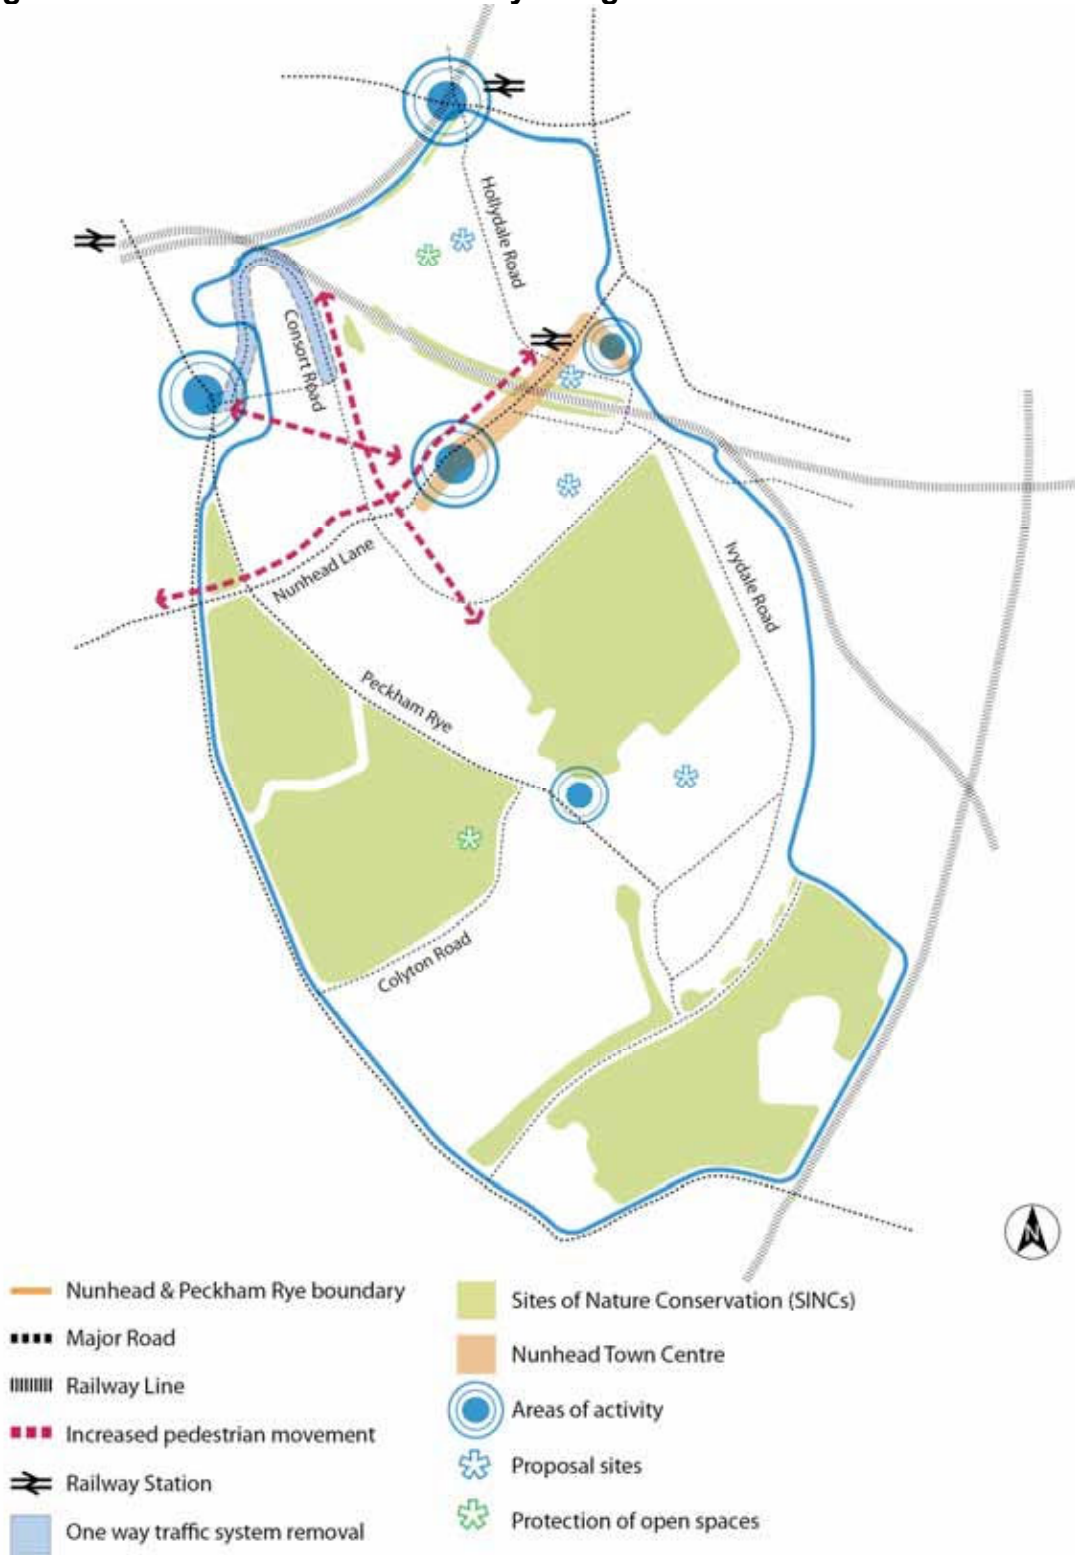 Hollydale Road
Consort Road
Nunhead Lane
Ivydale Road
Peckham Rye
Colyton Road
N
Nunhead & Peckham Rye boundary
Major Road
Railway Line
Increased pedestrian movement
Railway Station
One way traffic system removal
Sites of Nature Conservation (SINCs)
Nunhead Town Centre
Areas of activity
Proposal sites
Protection of open spaces